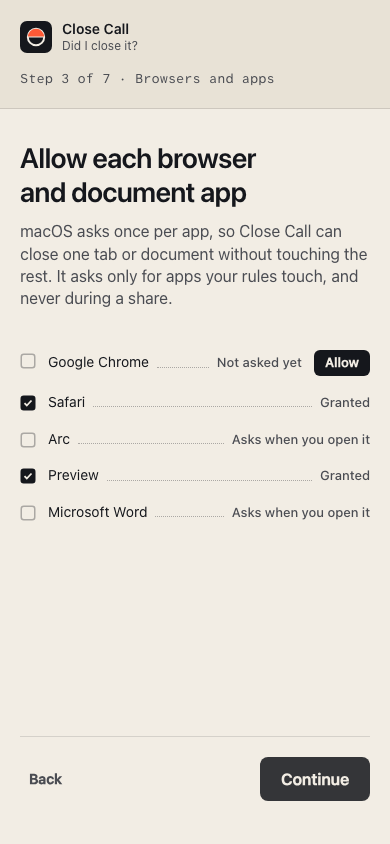 Close Call
Did I close it?
Step 3 of 7 · Browsers and apps
Allow each browser
and document app
macOS asks once per app, so Close Call can
close one tab or document without touching the
rest. It asks only for apps your rules touch, and
never during a share.
Google Chrome Not asked yet Allow
Safari Granted
Arc Asks when you open it
Preview Granted
Microsoft Word Asks when you open it
Back Continue